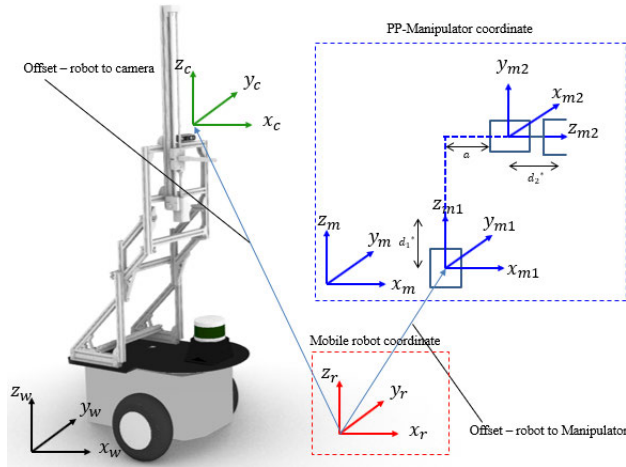 PP-Manipulator coordinate
Offset – robot to camera
z_c
y_c
x_c
y_m2
x_m2
z_m2
a
d_2*
z_m1
d_1*
y_m1
x_m1
z_m
y_m
x_m
Mobile robot coordinate
z_r
y_r
x_r
Offset – robot to Manipulator
z_w
y_w
x_w